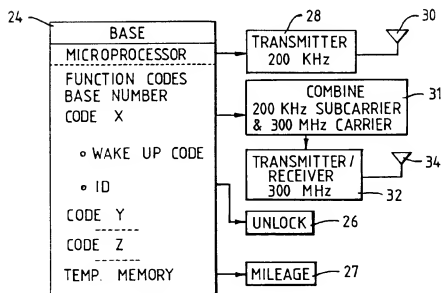 24
BASE
MICROPROCESSOR
FUNCTION CODES
BASE NUMBER
CODE X
∘ WAKE UP CODE
• ID
CODE Y
CODE Z
TEMP. MEMORY
28
TRANSMITTER
200 KHz
30
COMBINE
200 KHz SUBCARRIER
& 300 MHz CARRIER
31
TRANSMITTER/
RECEIVER
300 MHz
34
32
UNLOCK
26
MILEAGE
27